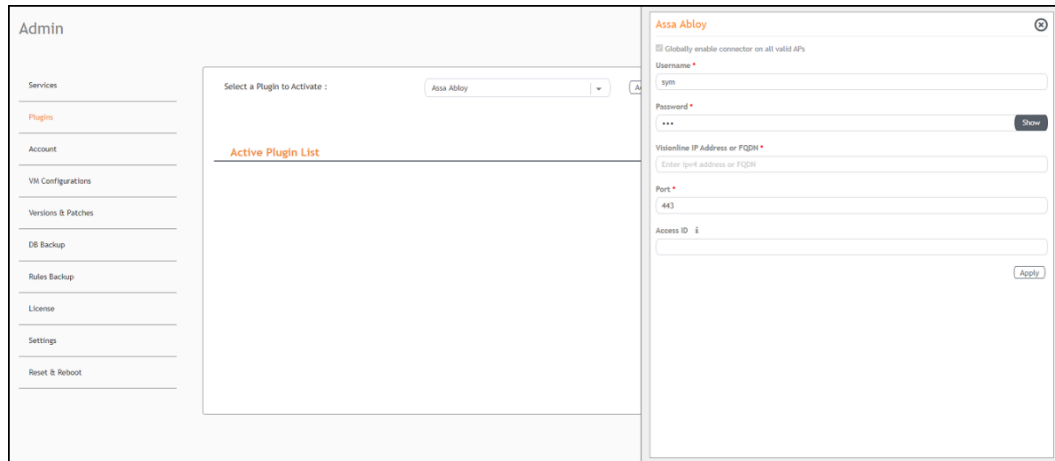 Admin
Services
Plugins
Account
VM Configurations
Versions & Patches
DB Backup
Rules Backup
License
Settings
Reset & Reboot
Select a Plugin to Activate :
Assa Abloy
Active Plugin List
Assa Abloy
Globally enable connector on all valid APs
Username *
sym
Password *
•••
Show
Visionline IP Address or FQDN *
Enter ipv4 address or FQDN
Port *
443
Access ID i
Apply